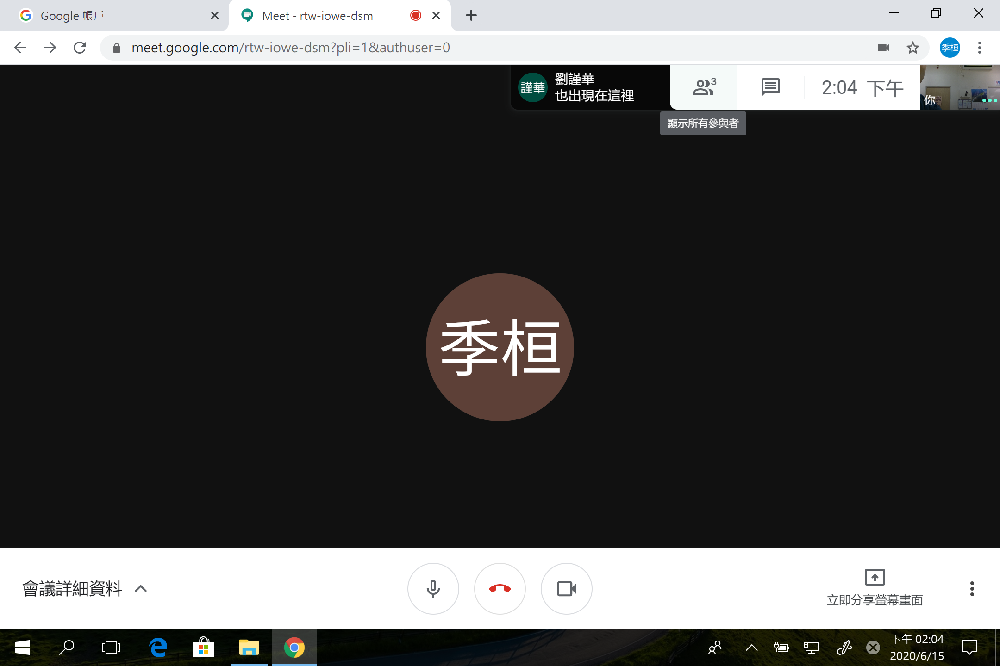 Google 帳戶
Meet - rtw-iowe-dsm
meet.google.com/rtw-iowe-dsm?pli=1&authuser=0
季桓
謹華
劉謹華
也出現在這裡
3
2:04 下午
你
顯示所有參與者
季桓
會議詳細資料
立即分享螢幕畫面
下午 02:04
2020/6/15